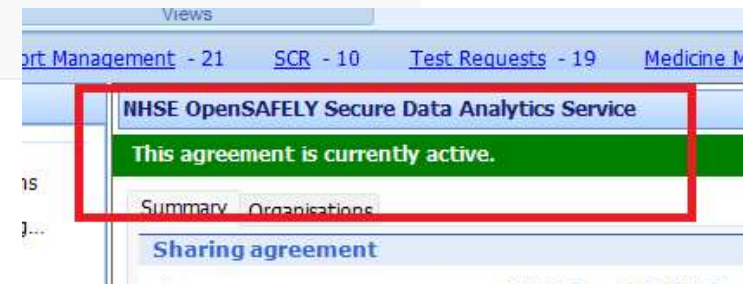 Views
ort Management - 21 SCR - 10 Test Requests - 19 Medicine M
NHSE OpenSAFELY Secure Data Analytics Service
This agreement is currently active.
ns
Summary Organisations
g...
Sharing agreement